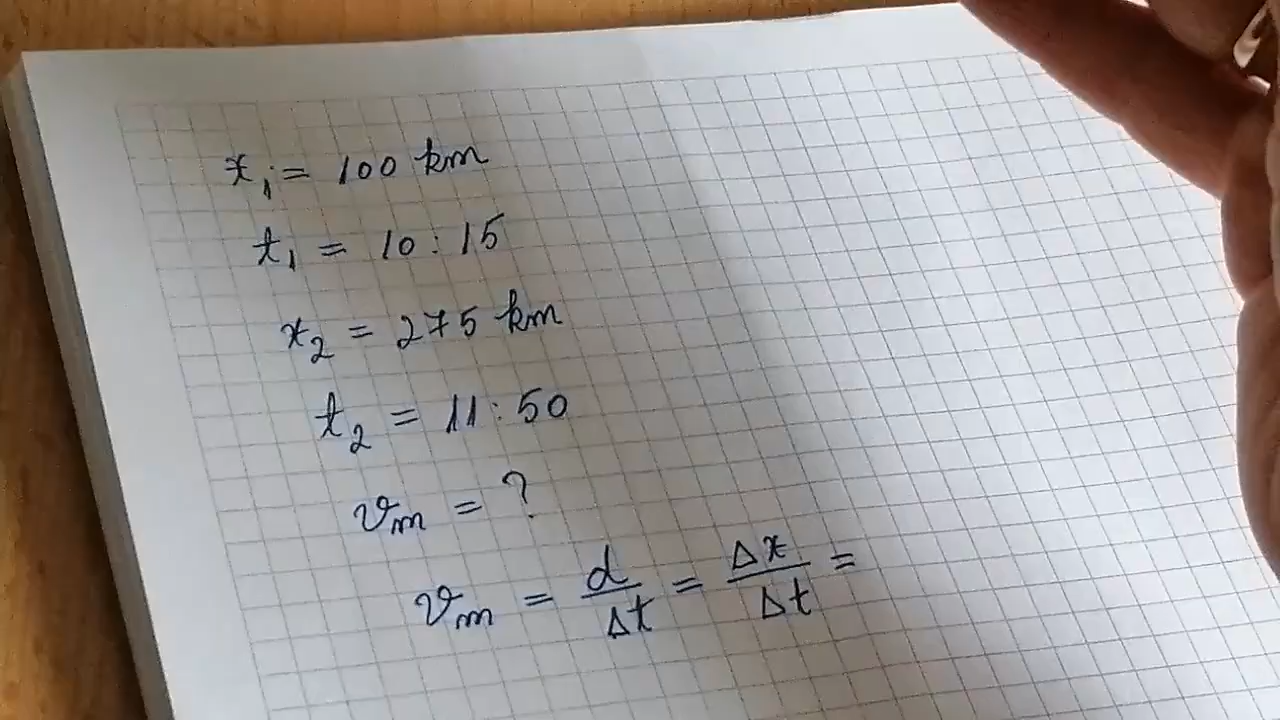 x₁ = 100 km
t₁ = 10 : 15
x₂ = 275 km
t₂ = 11 : 50
vₘ = ?
vₘ = d/Δt = Δx/Δt =